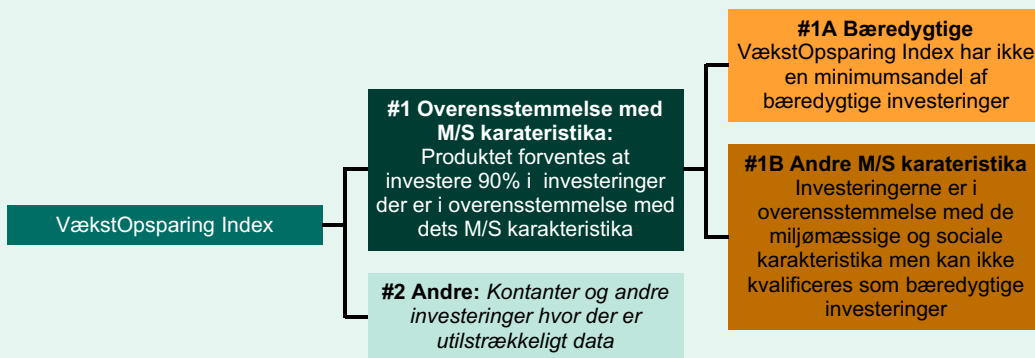 VækstOpsparing Index
#1 Overensstemmelse med
M/S karateristika:
Produktet forventes at
investere 90% i investeringer
der er i overensstemmelse med
dets M/S karakteristika
#2 Andre: Kontanter og andre
investeringer hvor der er
utilstrækkeligt data
#1A Bæredygtige
VækstOpsparing Index har ikke
en minimumsandel af
bæredygtige investeringer
#1B Andre M/S karateristika
Investeringerne er i
overensstemmelse med de
miljømæssige og sociale
karakteristika men kan ikke
kvalificeres som bæredygtige
investeringer